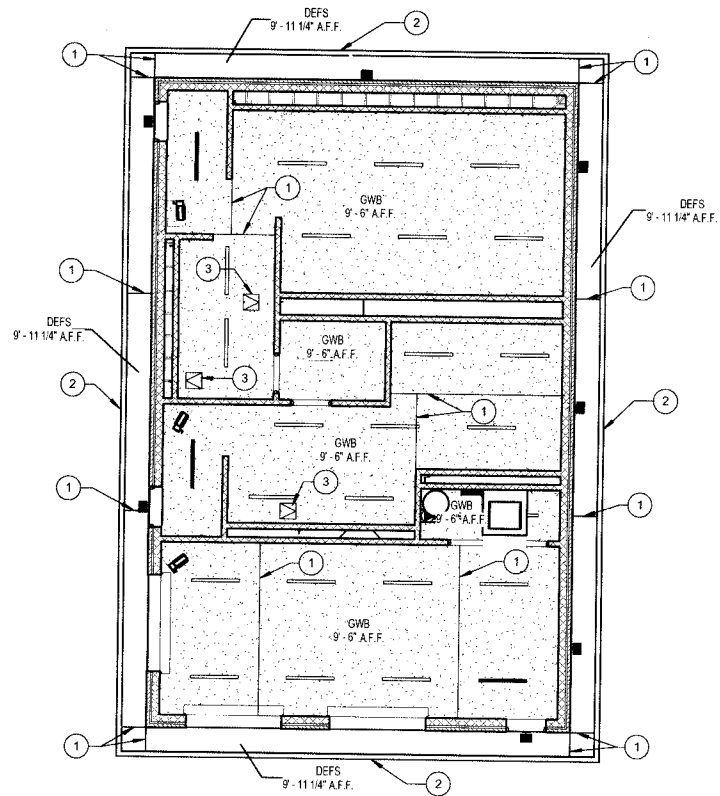 DEFS
9' - 11 1/4" A.F.F.
2
1
1
1
GWB
9' - 6" A.F.F.
DEFS
9' - 11 1/4" A.F.F.
3
1
1
DEFS
9' - 11 1/4" A.F.F.
GWB
9' - 6" A.F.F.
2
3
2
1
GWB
9' - 6" A.F.F.
3
1
GWB
9' - 6" A.F.F.
1
1
1
GWB
9' - 6" A.F.F.
1
1
DEFS
9' - 11 1/4" A.F.F.
2